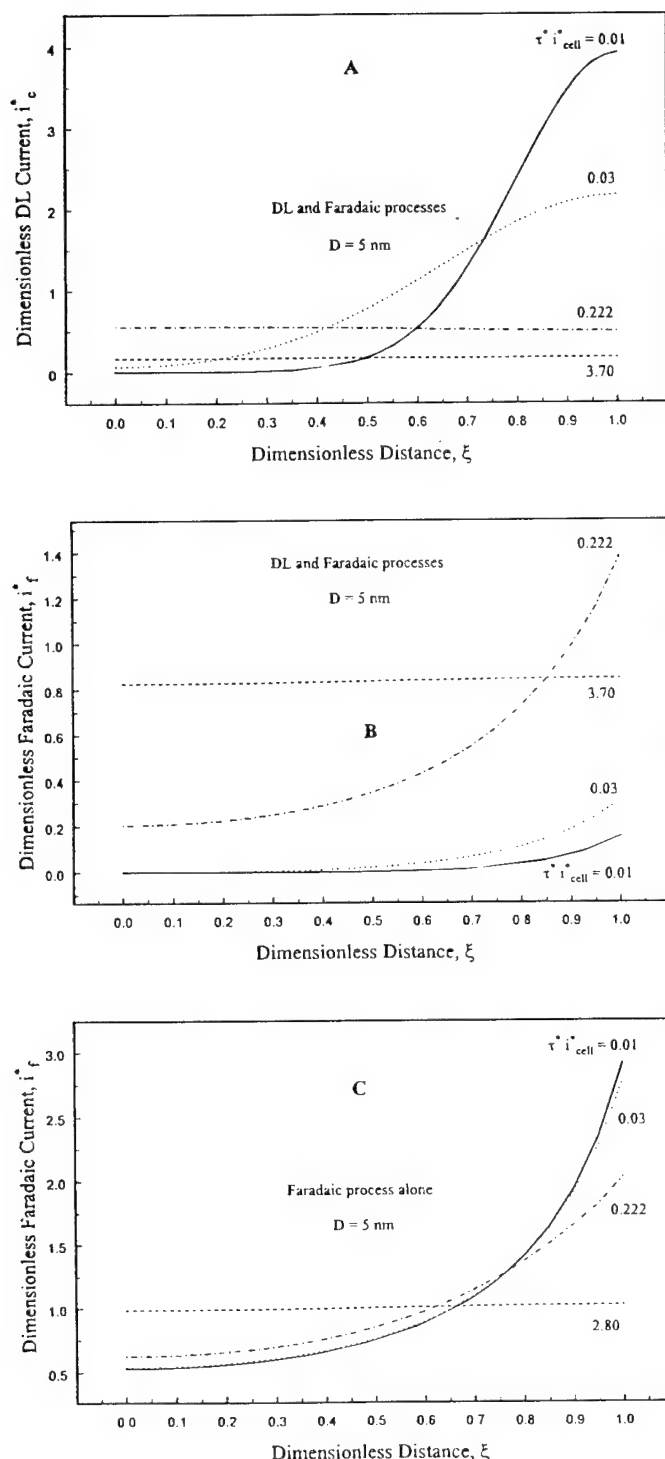 A
τ* i*cell = 0.01
0.03
DL and Faradaic processes
D = 5 nm
0.222
3.70
4
3
2
1
0
Dimensionless DL Current, i*c
0.0 0.1 0.2 0.3 0.4 0.5 0.6 0.7 0.8 0.9 1.0
Dimensionless Distance, ξ
DL and Faradaic processes
D = 5 nm
0.222
3.70
B
0.03
τ* i*cell = 0.01
1.4
1.2
1.0
0.8
0.6
0.4
0.2
0.0
Dimensionless Faradaic Current, i*f
0.0 0.1 0.2 0.3 0.4 0.5 0.6 0.7 0.8 0.9 1.0
Dimensionless Distance, ξ
τ* i*cell = 0.01
C
0.03
Faradaic process alone
D = 5 nm
0.222
2.80
3.0
2.5
2.0
1.5
1.0
0.5
Dimensionless Faradaic Current, i*f
0.0 0.1 0.2 0.3 0.4 0.5 0.6 0.7 0.8 0.9 1.0
Dimensionless Distance, ξ